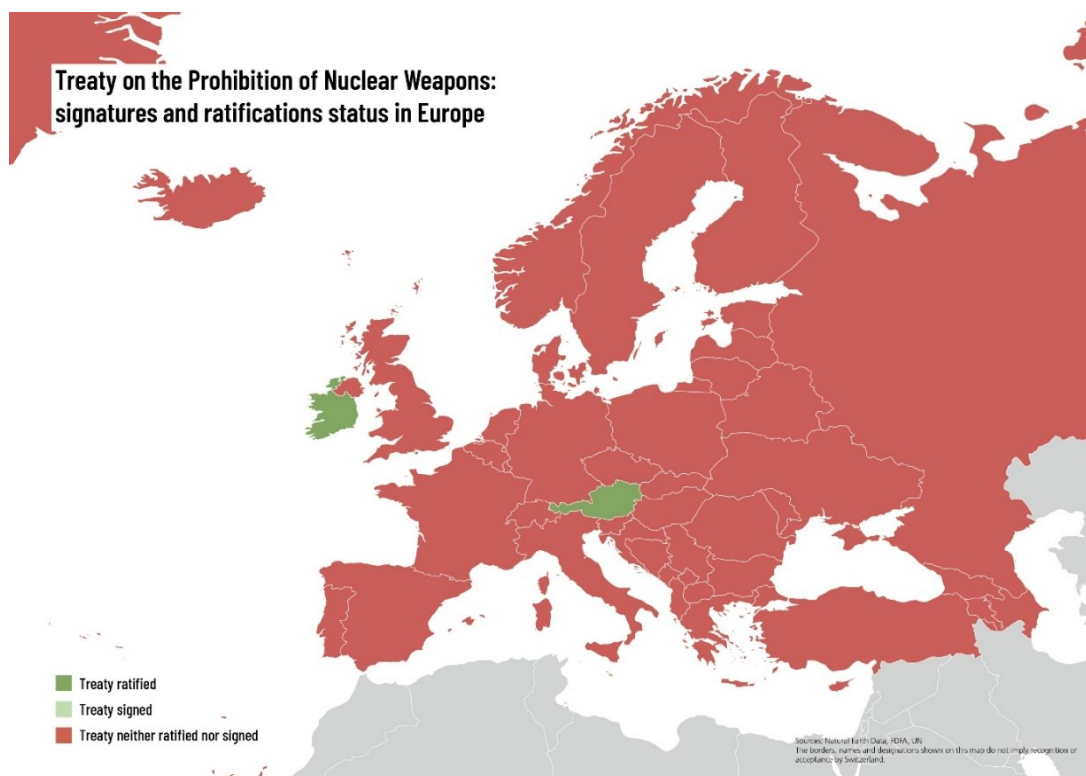 Treaty on the Prohibition of Nuclear Weapons:
signatures and ratifications status in Europe
Treaty ratified
Treaty signed
Treaty neither ratified nor signed
Sources: Natural Earth Data, FDFA, UN
The borders, names and designations shown on this map do not imply recognition or
acceptance by Switzerland.